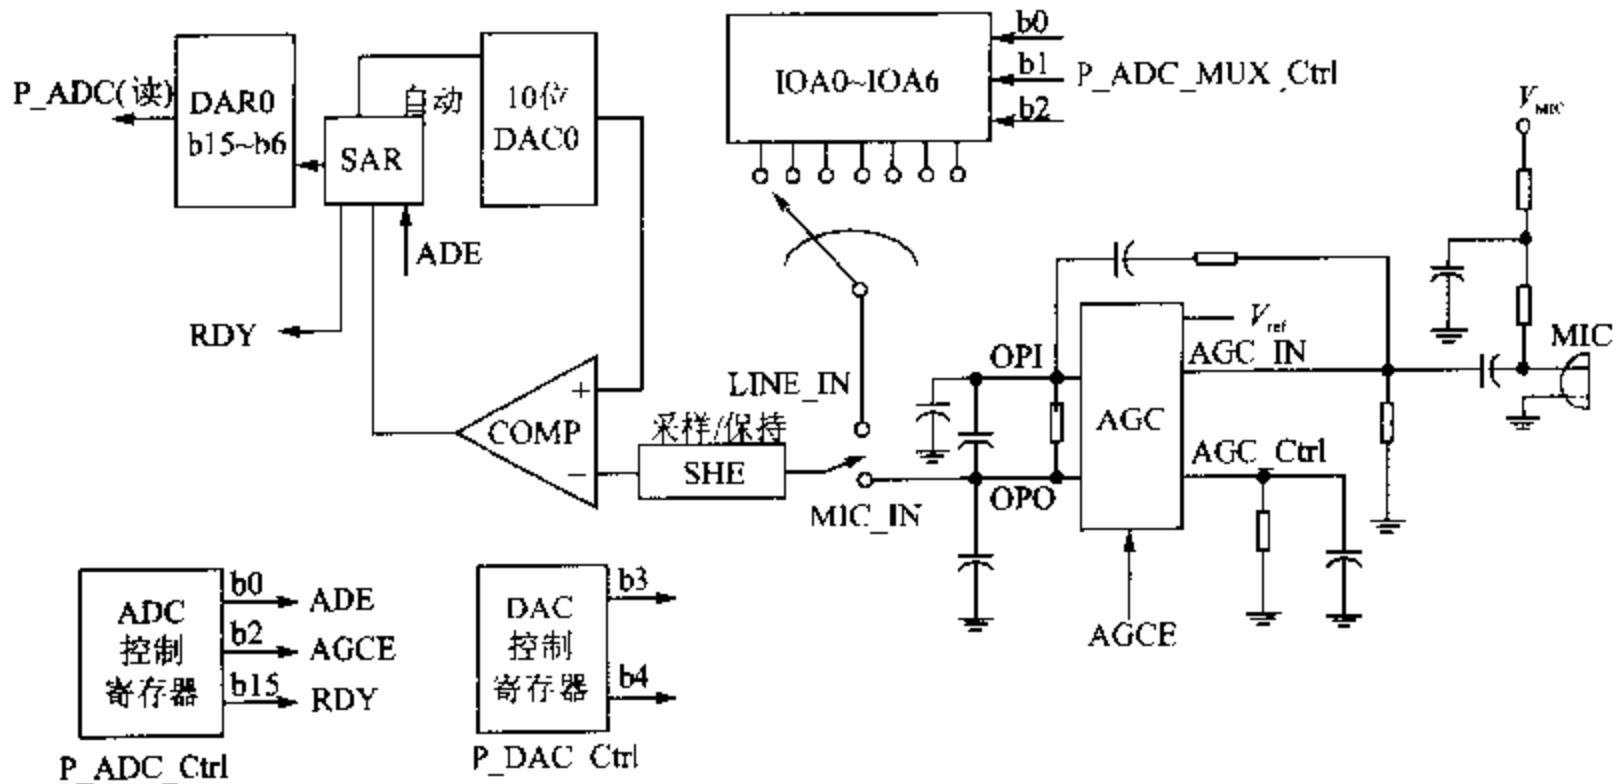 P_ADC(读)
DAR0
b15~b6
SAR
自动
10位
DAC0
ADE
RDY
IOA0~IOA6
b0
b1
b2
P_ADC_MUX_Ctrl
V_MIC
MIC
LINE_IN
采样/保持
SHE
COMP
+
−
MIC_IN
OPI
OPO
AGC
V_ref
AGC_IN
AGC_Ctrl
AGCE
ADC
控制
寄存器
b0
ADE
b2
AGCE
b15
RDY
P_ADC_Ctrl
DAC
控制
寄存器
b3
b4
P_DAC_Ctrl